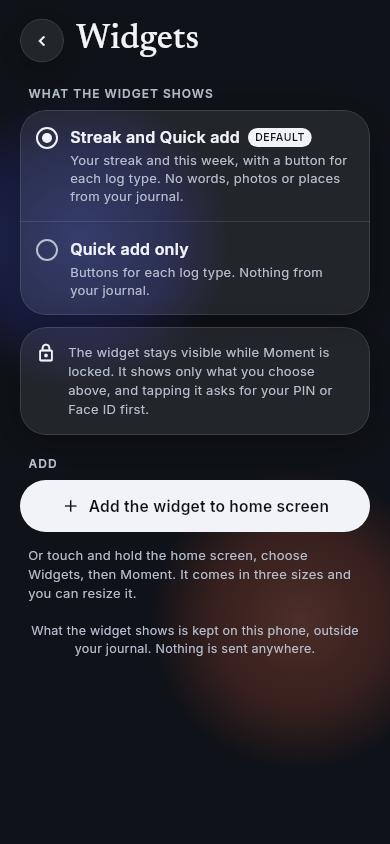 Widgets
WHAT THE WIDGET SHOWS
Streak and Quick add DEFAULT
Your streak and this week, with a button for
each log type. No words, photos or places
from your journal.
Quick add only
Buttons for each log type. Nothing from
your journal.
The widget stays visible while Moment is
locked. It shows only what you choose
above, and tapping it asks for your PIN or
Face ID first.
ADD
+ Add the widget to home screen
Or touch and hold the home screen, choose
Widgets, then Moment. It comes in three sizes and
you can resize it.
What the widget shows is kept on this phone, outside
your journal. Nothing is sent anywhere.